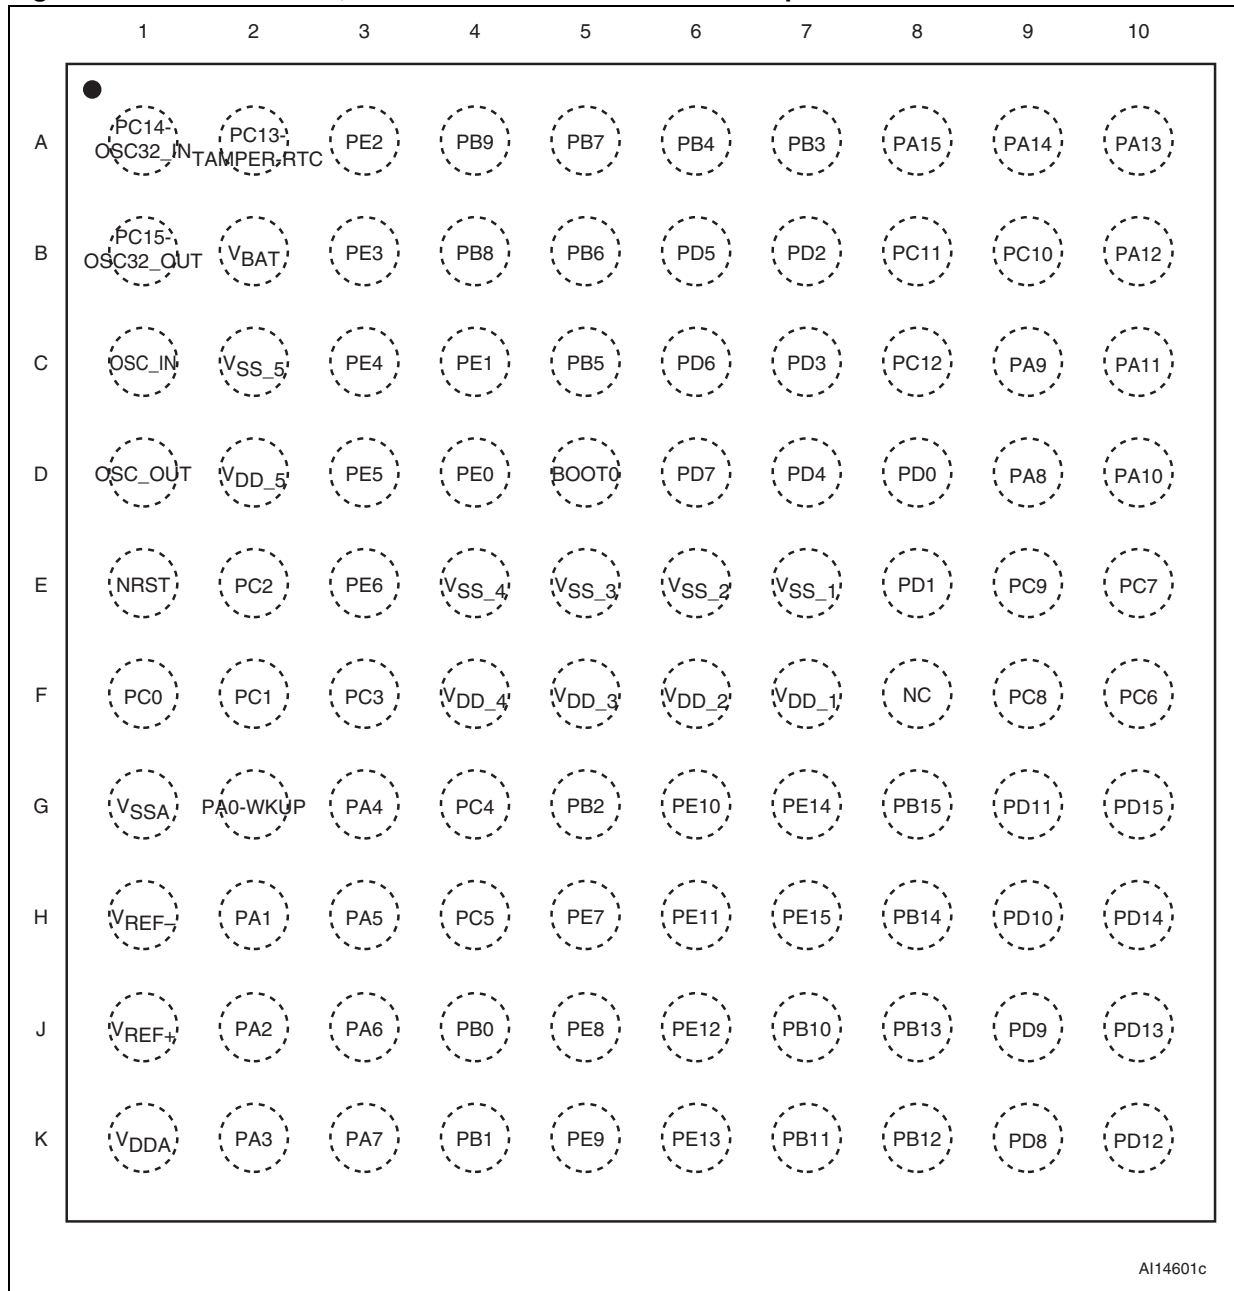 1 2 3 4 5 6 7 8 9 10
A PC14-OSC32_IN PC13-TAMPER-RTC PE2 PB9 PB7 PB4 PB3 PA15 PA14 PA13
B PC15-OSC32_OUT VBAT PE3 PB8 PB6 PD5 PD2 PC11 PC10 PA12
C OSC_IN VSS_5 PE4 PE1 PB5 PD6 PD3 PC12 PA9 PA11
D OSC_OUT VDD_5 PE5 PE0 BOOT0 PD7 PD4 PD0 PA8 PA10
E NRST PC2 PE6 VSS_4 VSS_3 VSS_2 VSS_1 PD1 PC9 PC7
F PC0 PC1 PC3 VDD_4 VDD_3 VDD_2 VDD_1 NC PC8 PC6
G VSSA PA0-WKUP PA4 PC4 PB2 PE10 PE14 PB15 PD11 PD15
H VREF– PA1 PA5 PC5 PE7 PE11 PE15 PB14 PD10 PD14
J VREF+ PA2 PA6 PB0 PE8 PE12 PB10 PB13 PD9 PD13
K VDDA PA3 PA7 PB1 PE9 PE13 PB11 PB12 PD8 PD12
AI14601c